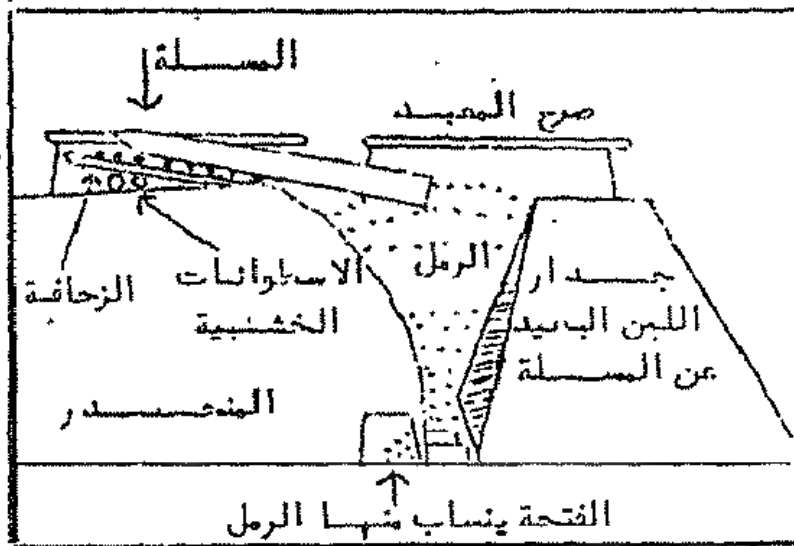 المسلة
صرح المعبد
الرمل
الزحافة
الاسطوانات
الخشبية
جدار
اللبن البعيد
عن المسلة
المنحدر
الفتحة ينساب منها الرمل